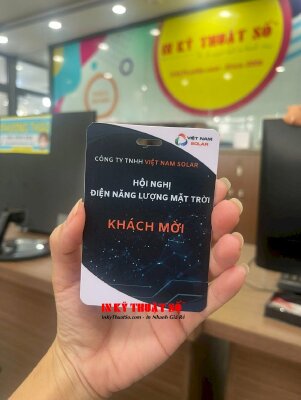 IN KỸ THUẬT SỐ
VIỆT NAM
SOLAR
CÔNG TY TNHH VIỆT NAM SOLAR
HỘI NGHỊ
ĐIỆN NĂNG LƯỢNG MẶT TRỜI
KHÁCH MỜI
IN KỸ THUẬT SỐ
InKyThuatSo.com - In Nhanh Giá Rẻ